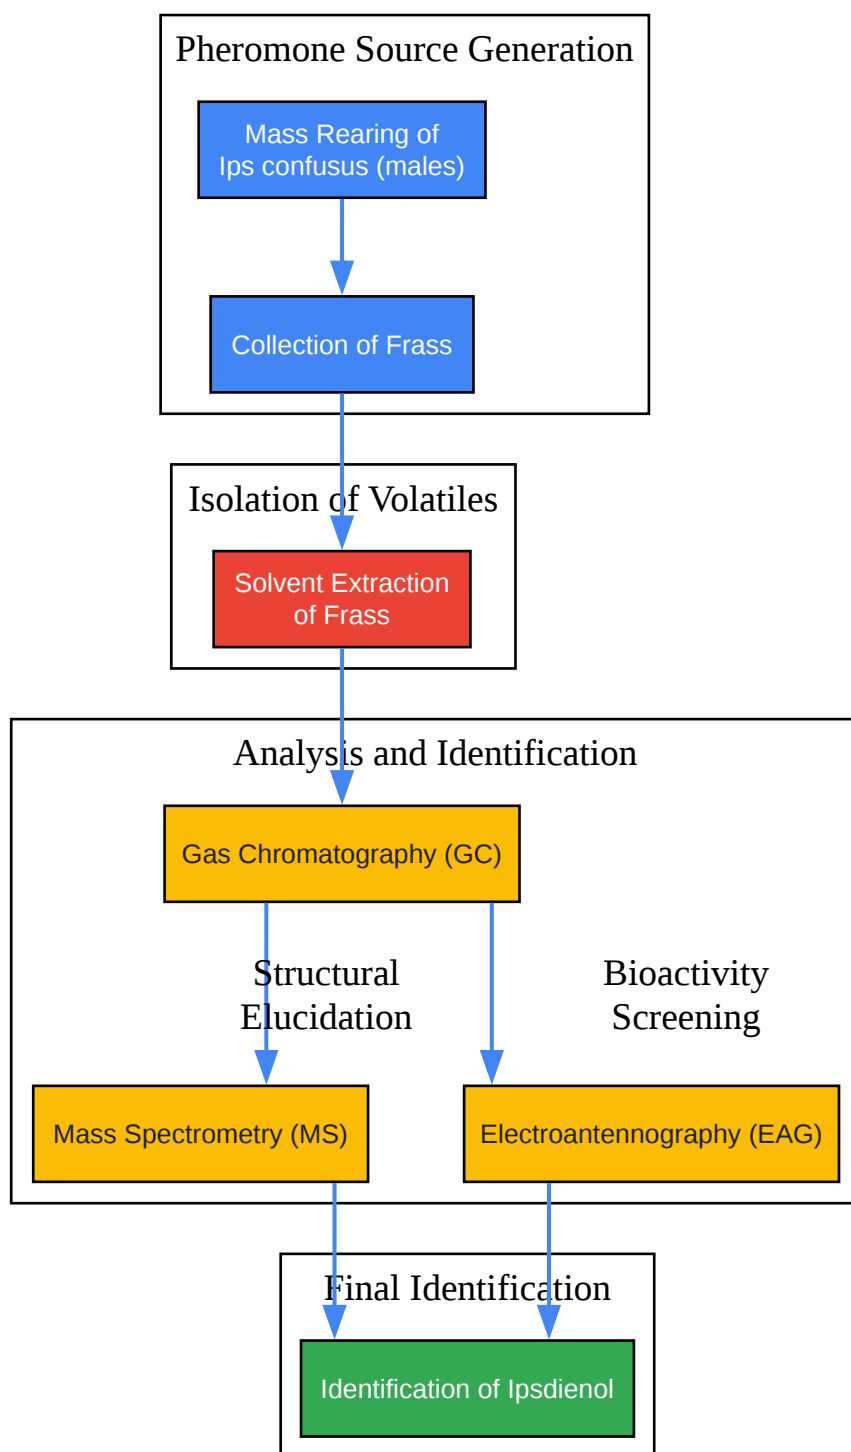 Pheromone Source Generation
Mass Rearing of
Ips confusus (males)
Collection of Frass
Isolation of Volatiles
Solvent Extraction
of Frass
Analysis and Identification
Gas Chromatography (GC)
Structural
Elucidation
Bioactivity
Screening
Mass Spectrometry (MS)
Electroantennography (EAG)
Final Identification
Identification of Ipsdienol